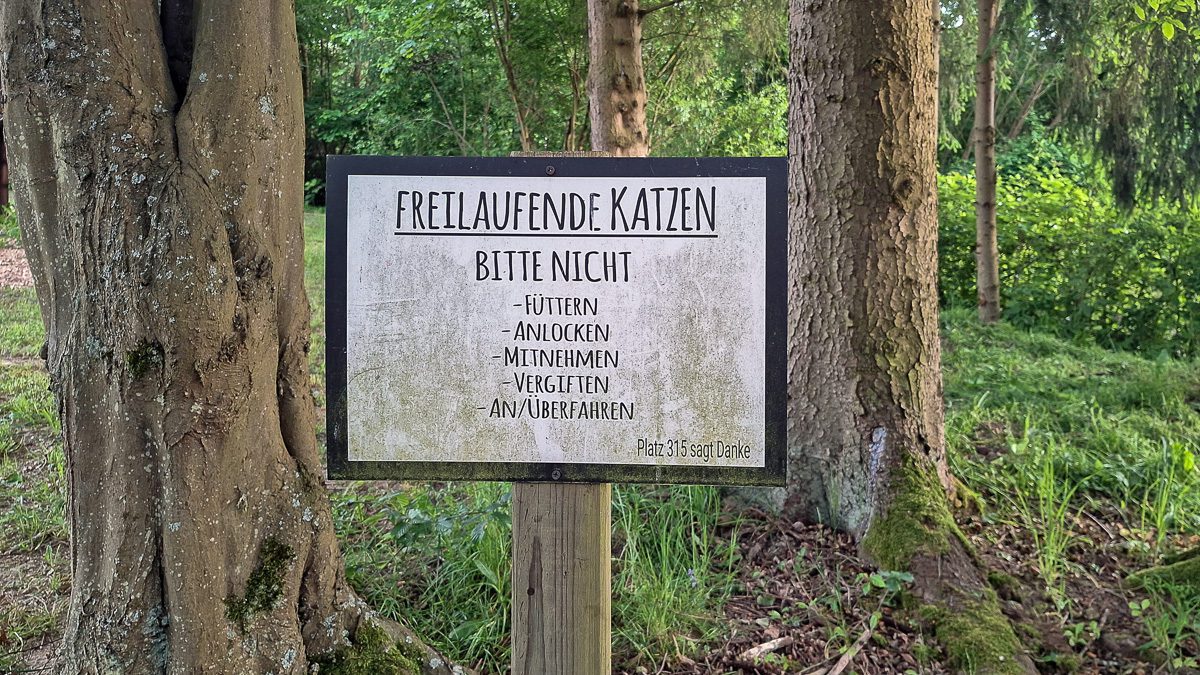 FREILAUFENDE KATZEN
BITTE NICHT
-FÜTTERN
-ANLOCKEN
-MITNEHMEN
-VERGIFTEN
-AN/ÜBERFAHREN
Platz 315 sagt Danke